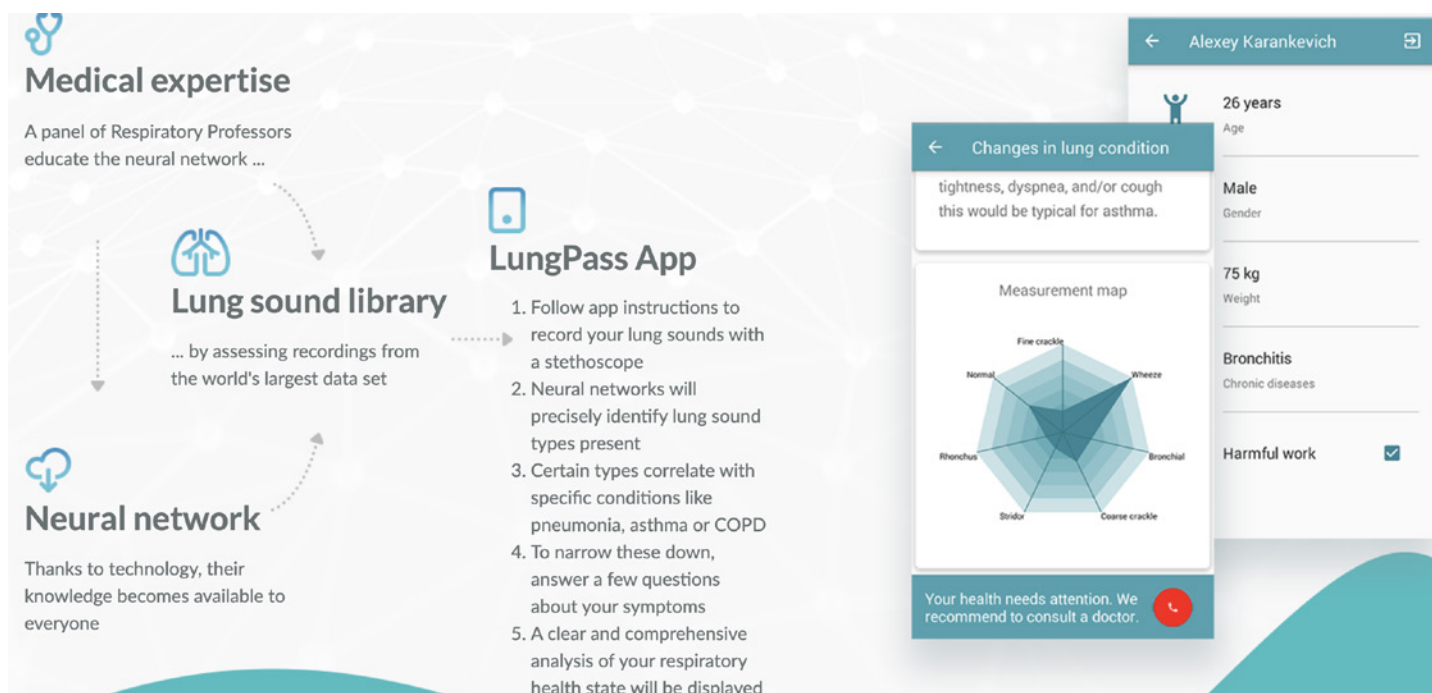 Medical expertise
A panel of Respiratory Professors
educate the neural network ...
Lung sound library
... by assessing recordings from
the world's largest data set
Neural network
Thanks to technology, their
knowledge becomes available to
everyone
LungPass App
1. Follow app instructions to
record your lung sounds with
a stethoscope
2. Neural networks will
precisely identify lung sound
types present
3. Certain types correlate with
specific conditions like
pneumonia, asthma or COPD
4. To narrow these down,
answer a few questions
about your symptoms
5. A clear and comprehensive
analysis of your respiratory
health state will be displayed
Changes in lung condition
tightness, dyspnea, and/or cough
this would be typical for asthma.
Measurement map
Fine crackle
Normal
Wheeze
Rhonchus
Bronchial
Stridor
Coarse crackle
Your health needs attention. We
recommend to consult a doctor.
Alexey Karankevich
26 years
Age
Male
Gender
75 kg
Weight
Bronchitis
Chronic diseases
Harmful work